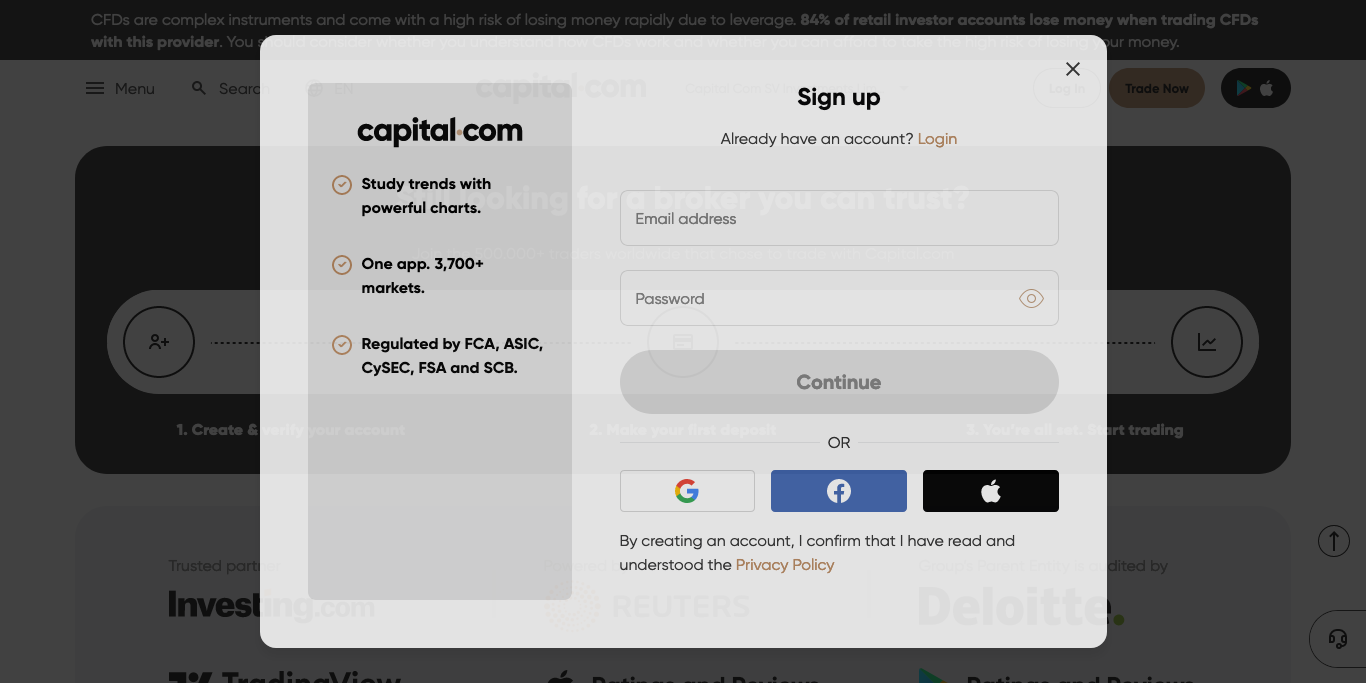 CFDs are complex instruments and come with a high risk of losing money rapidly due to leverage. 84% of retail investor accounts lose money when trading CFDs
with this provider. You should consider whether you understand how CFDs work and whether you can afford to take the high risk of losing your money.
Menu
Search
EN
capital.com
Log In
Trade Now
looking for a broker you can trust?
1. Create & verify your account
2. Make your first deposit
3. You're all set. Start trading
Trusted partner
audited by
Investing.com
REUTERS
Deloitte.
TradingView
Ratings and Reviews
Ratings and Reviews
capital.com
Study trends with
powerful charts.
One app. 3,700+
markets.
Regulated by FCA, ASIC,
CySEC, FSA and SCB.
Sign up
Already have an account? Login
Email address
Password
Continue
OR
By creating an account, I confirm that I have read and
understood the Privacy Policy